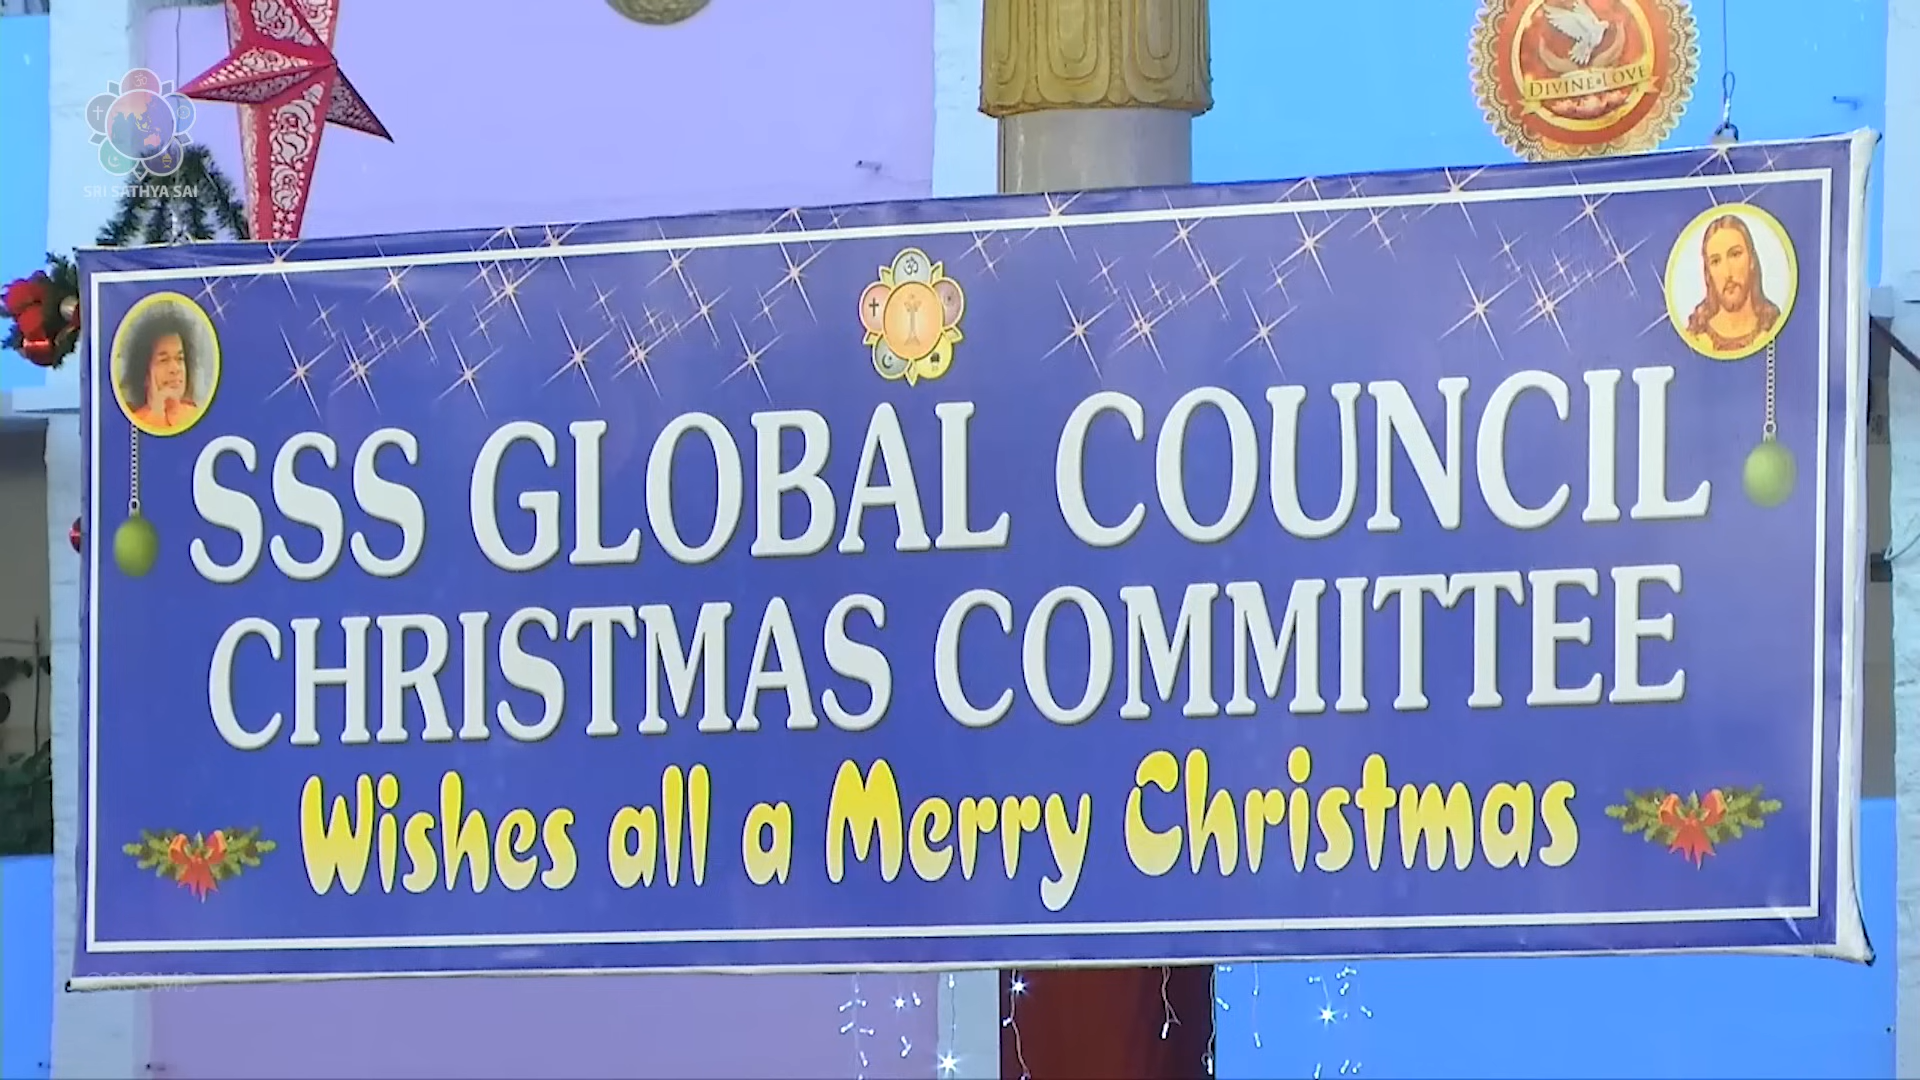 DIVINE LOVE
SRI SATHYA SAI
SSS GLOBAL COUNCIL
CHRISTMAS COMMITTEE
Wishes all a Merry Christmas